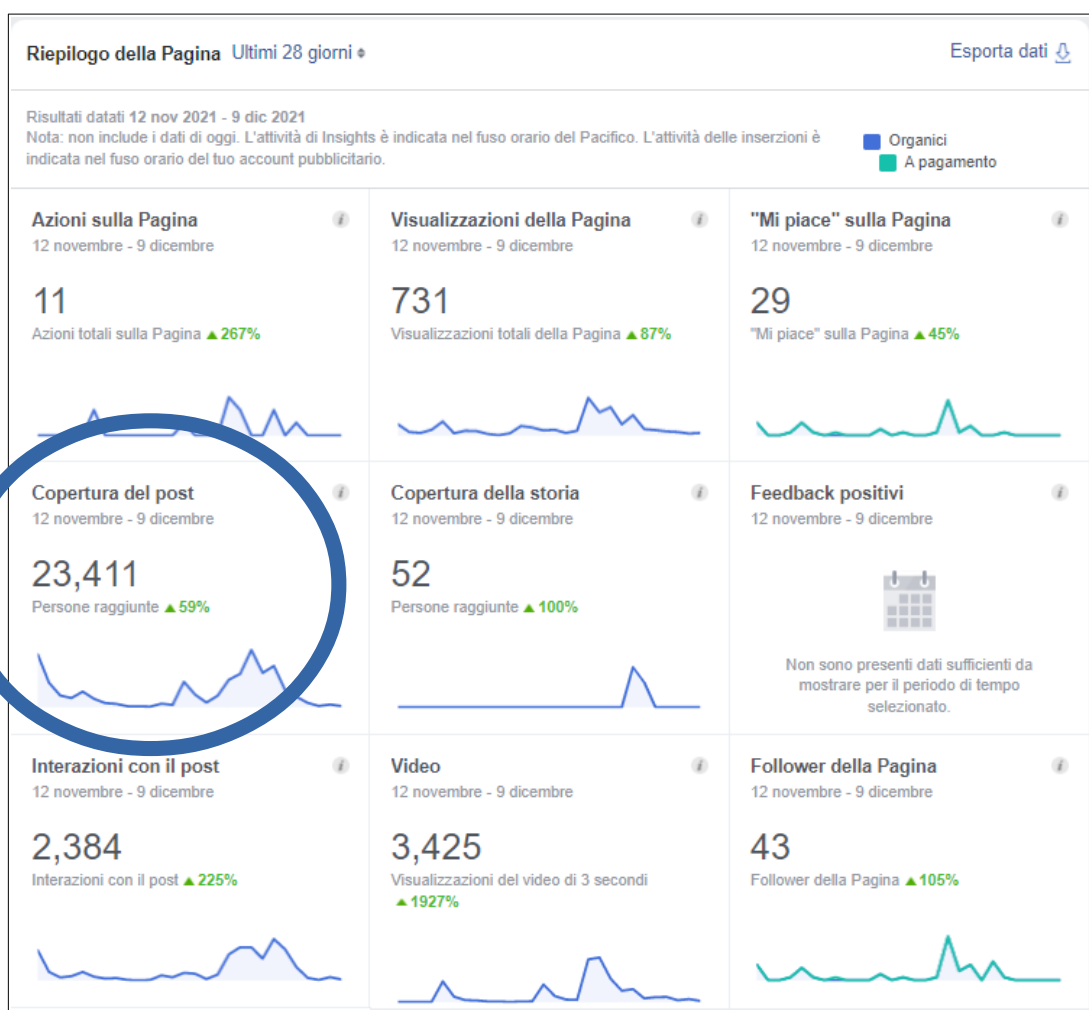 Riepilogo della Pagina Ultimi 28 giorni
Esporta dati
Risultati datati 12 nov 2021 - 9 dic 2021
Nota: non include i dati di oggi. L'attività di Insights è indicata nel fuso orario del Pacifico. L'attività delle inserzioni è
indicata nel fuso orario del tuo account pubblicitario.
Organici
A pagamento
Azioni sulla Pagina
12 novembre - 9 dicembre
11
Azioni totali sulla Pagina ▲267%
Visualizzazioni della Pagina
12 novembre - 9 dicembre
731
Visualizzazioni totali della Pagina ▲87%
"Mi piace" sulla Pagina
12 novembre - 9 dicembre
29
"Mi piace" sulla Pagina ▲45%
Copertura del post
12 novembre - 9 dicembre
23,411
Persone raggiunte ▲59%
Copertura della storia
12 novembre - 9 dicembre
52
Persone raggiunte ▲100%
Feedback positivi
12 novembre - 9 dicembre
Non sono presenti dati sufficienti da
mostrare per il periodo di tempo
selezionato.
Interazioni con il post
12 novembre - 9 dicembre
2,384
Interazioni con il post ▲225%
Video
12 novembre - 9 dicembre
3,425
Visualizzazioni del video di 3 secondi
▲1927%
Follower della Pagina
12 novembre - 9 dicembre
43
Follower della Pagina ▲105%